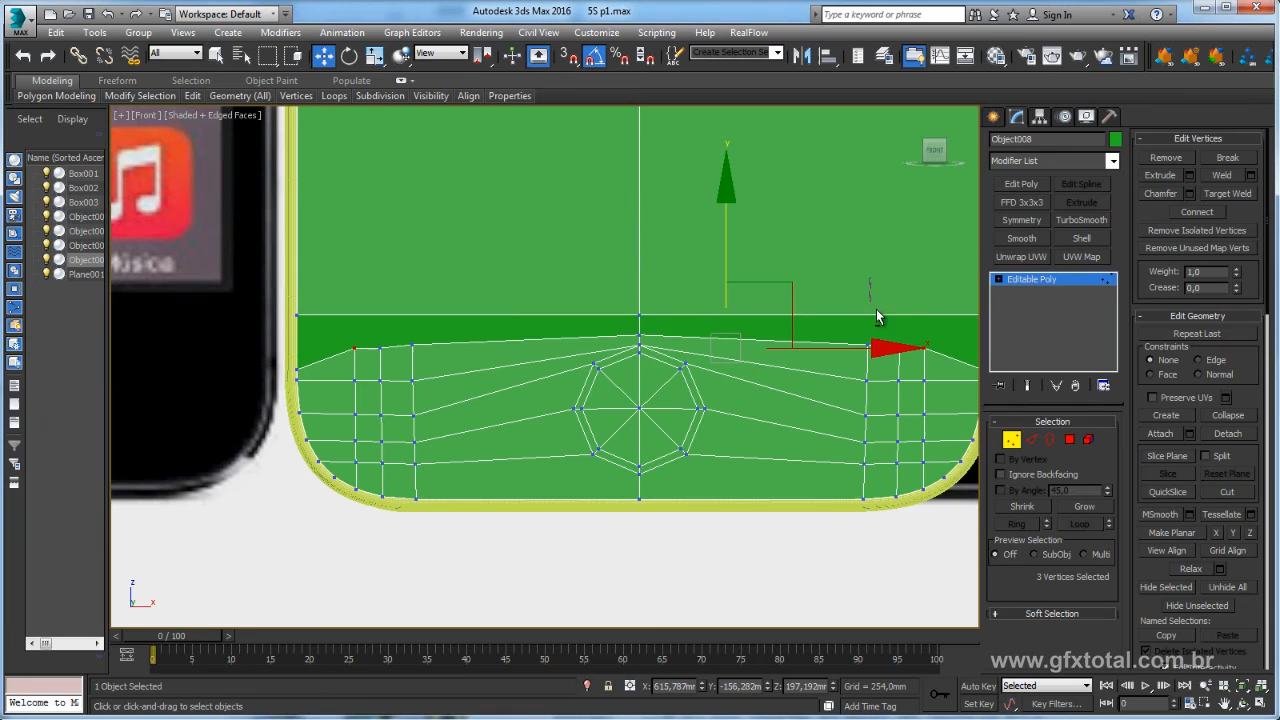 MAX
Workspace: Default
Autodesk 3ds Max 2016 5S p1.max
Type a keyword or phrase
Sign In
Edit Tools Group Views Create Modifiers Animation Graph Editors Rendering Civil View Customize Scripting Help RealFlow
All
View
Create Selection Se
Modeling Freeform Selection Object Paint Populate
Polygon Modeling Modify Selection Edit Geometry (All) Vertices Loops Subdivision Visibility Align Properties
Select Display
Name (Sorted Ascer
Box001
Box002
Box003
Object00
Object00
Object00
Object00
Plane001
[+] [Front] [Shaded + Edged Faces]
FRONT
Música
y
x
z
x
Object008
Modifier List
Edit Poly Edit Spline
FFD 3x3x3 Extrude
Symmetry TurboSmooth
Smooth Shell
Unwrap UVW UVW Map
Editable Poly
Selection
By Vertex
Ignore Backfacing
By Angle: 45,0
Shrink Grow
Ring Loop
Preview Selection
Off SubObj Multi
3 Vertices Selected
Soft Selection
Edit Vertices
Remove Break
Extrude Weld
Chamfer Target Weld
Connect
Remove Isolated Vertices
Remove Unused Map Verts
Weight: 1,0
Crease: 0,0
Edit Geometry
Repeat Last
Constraints
None Edge
Face Normal
Preserve UVs
Create Collapse
Attach Detach
Slice Plane Split
Slice Reset Plane
QuickSlice Cut
MSmooth Tessellate
Make Planar X Y Z
View Align Grid Align
Relax
Hide Selected Unhide All
Hide Unselected
Named Selections:
Copy Paste
Delete Isolated Vertices
www.gfxtotal.com.br
0 / 100
0 5 10 15 20 25 30 35 40 45 50 55 60 65 70 75 80 85 90 95 100
1 Object Selected
X: 615,787mm Y: -156,282m Z: 197,192mm Grid = 254,0mm
Auto Key Selected
Welcome to M
Click or click-and-drag to select objects
Add Time Tag
Set Key Key Filters...
0